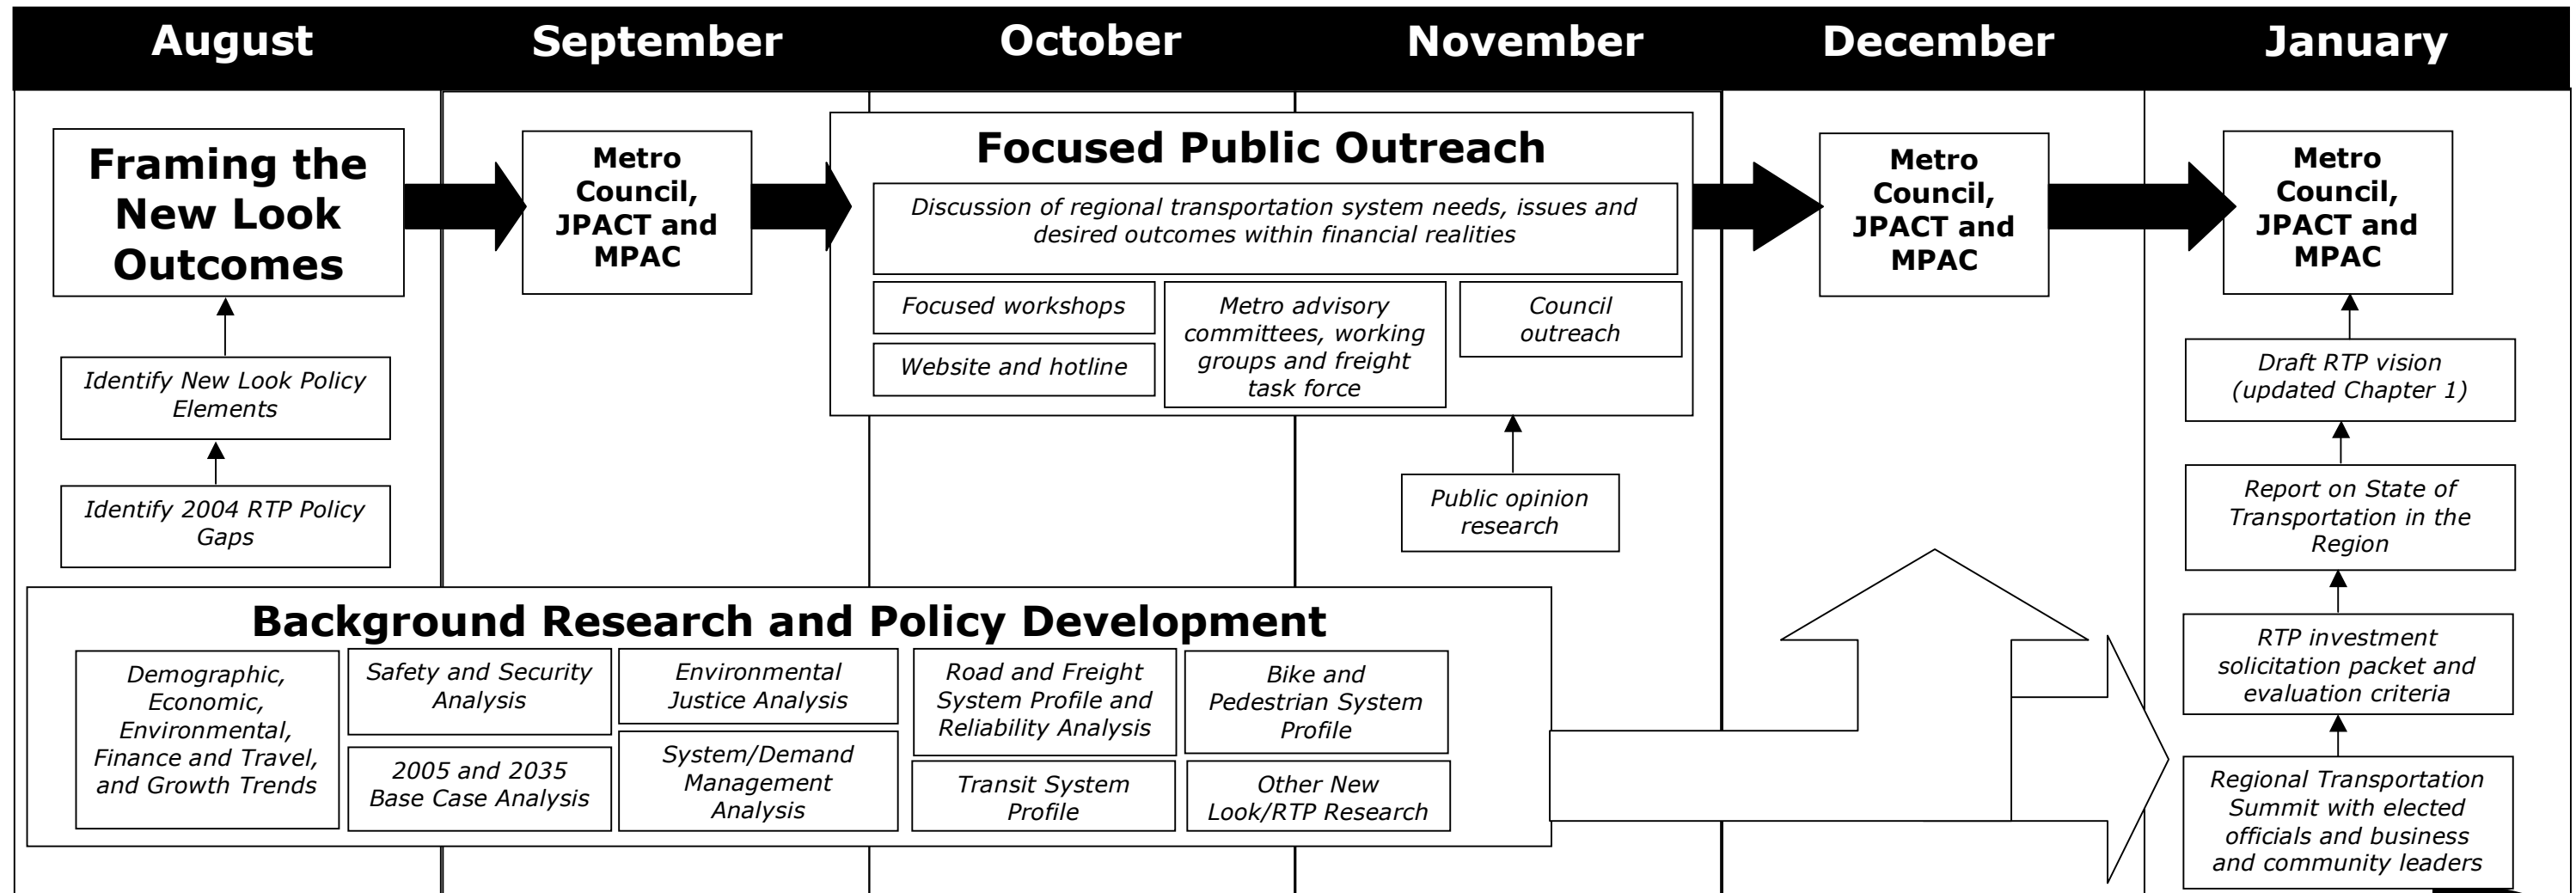 August
September
October
November
December
January
Framing the
New Look
Outcomes
Identify New Look Policy
Elements
Identify 2004 RTP Policy
Gaps
Metro
Council,
JPACT and
MPAC
Focused Public Outreach
Discussion of regional transportation system needs, issues and
desired outcomes within financial realities
Focused workshops
Website and hotline
Metro advisory
committees, working
groups and freight
task force
Council
outreach
Public opinion
research
Metro
Council,
JPACT and
MPAC
Metro
Council,
JPACT and
MPAC
Draft RTP vision
(updated Chapter 1)
Report on State of
Transportation in the
Region
RTP investment
solicitation packet and
evaluation criteria
Regional Transportation
Summit with elected
officials and business
and community leaders
Background Research and Policy Development
Demographic,
Economic,
Environmental,
Finance and Travel,
and Growth Trends
Safety and Security
Analysis
2005 and 2035
Base Case Analysis
Environmental
Justice Analysis
System/Demand
Management
Analysis
Road and Freight
System Profile and
Reliability Analysis
Transit System
Profile
Bike and
Pedestrian System
Profile
Other New
Look/RTP Research